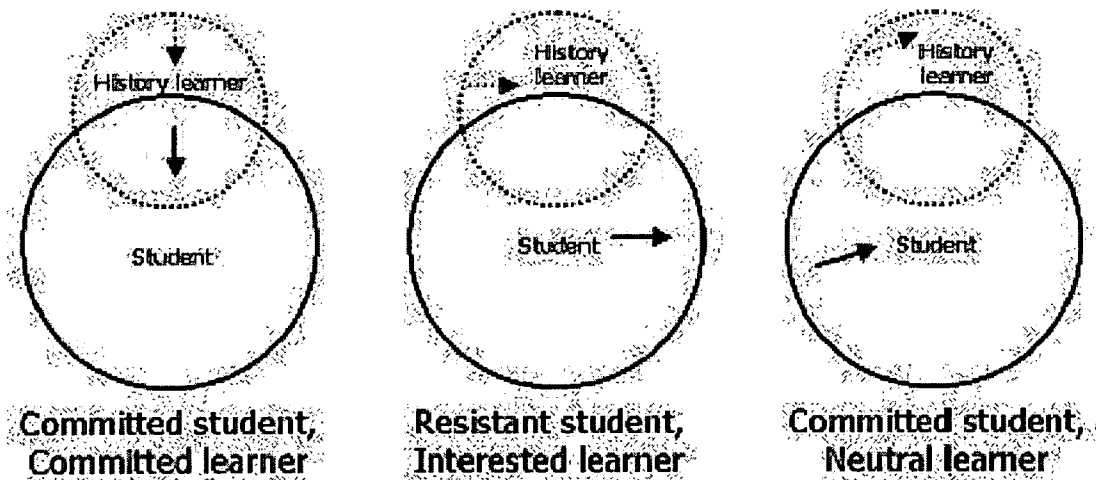 History learner
Student
Committed student,
Committed learner
History
learner
Student
Resistant student,
Interested learner
History
learner
Student
Committed student,
Neutral learner